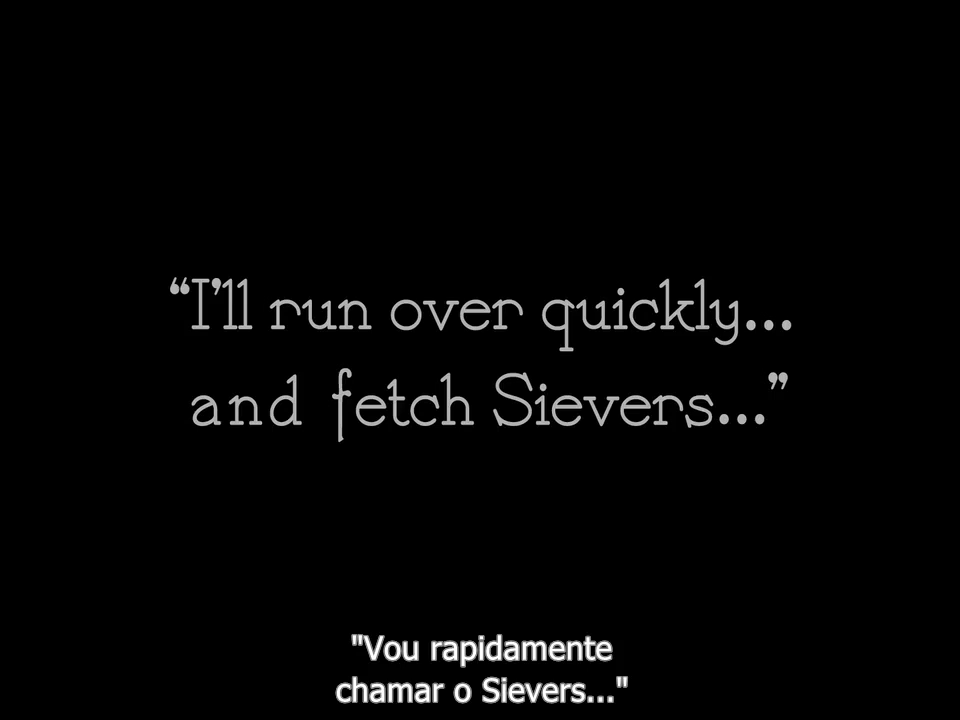 “I’ll run over quickly...
and fetch Sievers...”
"Vou rapidamente
chamar o Sievers..."